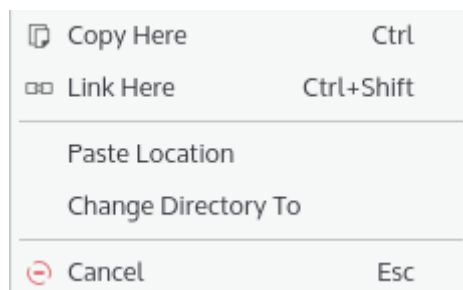 Copy Here Ctrl
Link Here Ctrl+Shift
Paste Location
Change Directory To
Cancel Esc